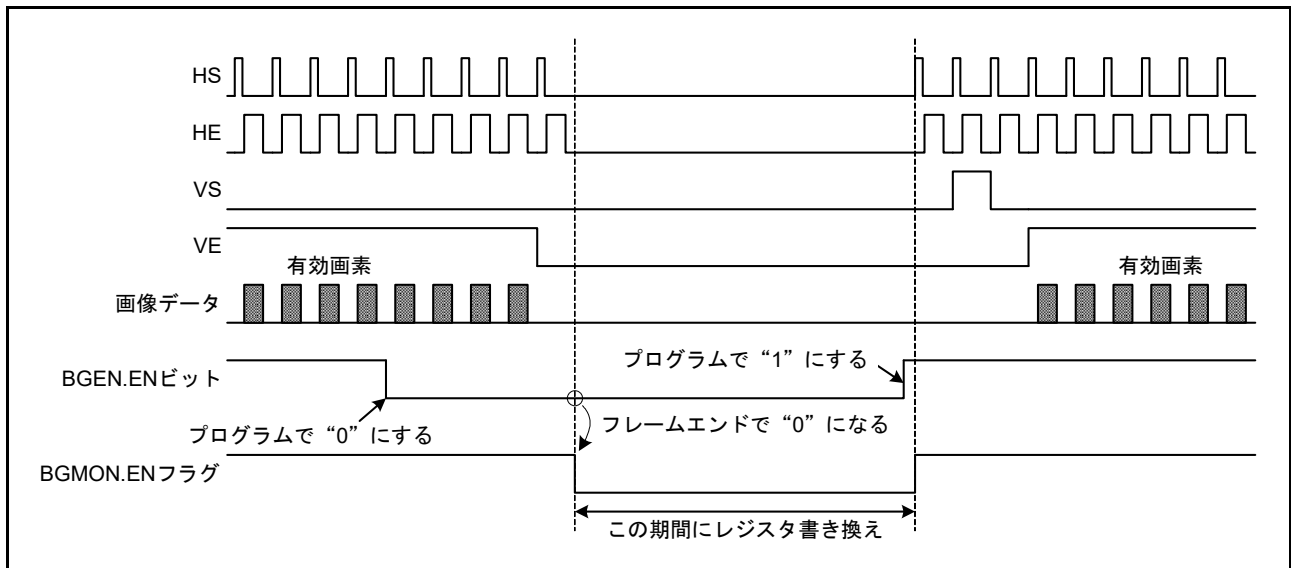 HS
HE
VS
VE
有効画素 有効画素
画像データ
プログラムで“1”にする
BGEN.ENビット
フレームエンドで“0”になる
プログラムで“0”にする
BGMON.ENフラグ
この期間にレジスタ書き換え